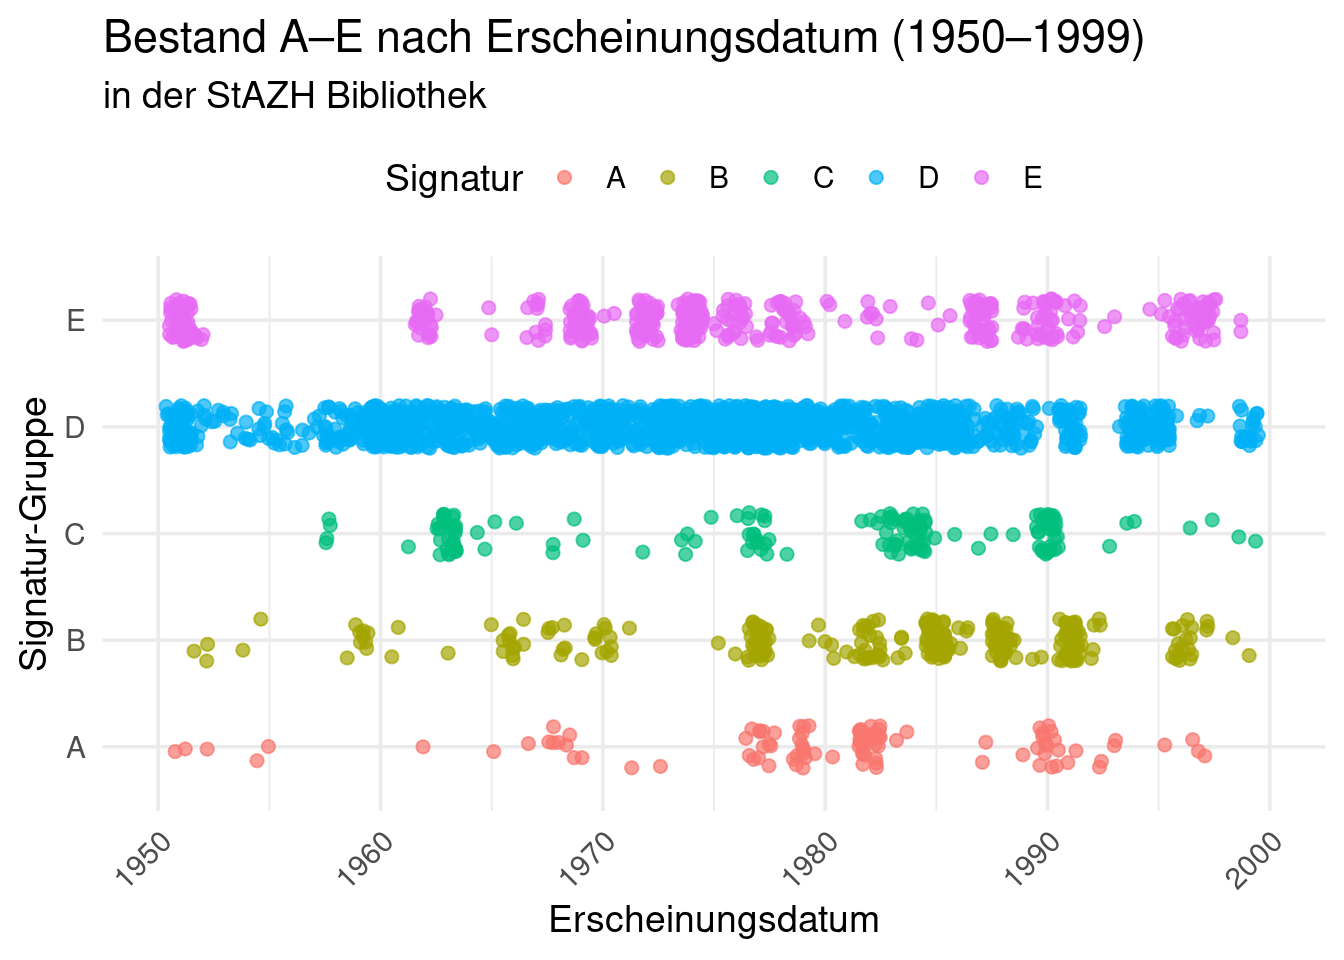 Bestand A–E nach Erscheinungsdatum (1950–1999)
in der StAZH Bibliothek
Signatur A B C D E
Signatur-Gruppe
E
D
C
B
A
1950 1960 1970 1980 1990 2000
Erscheinungsdatum